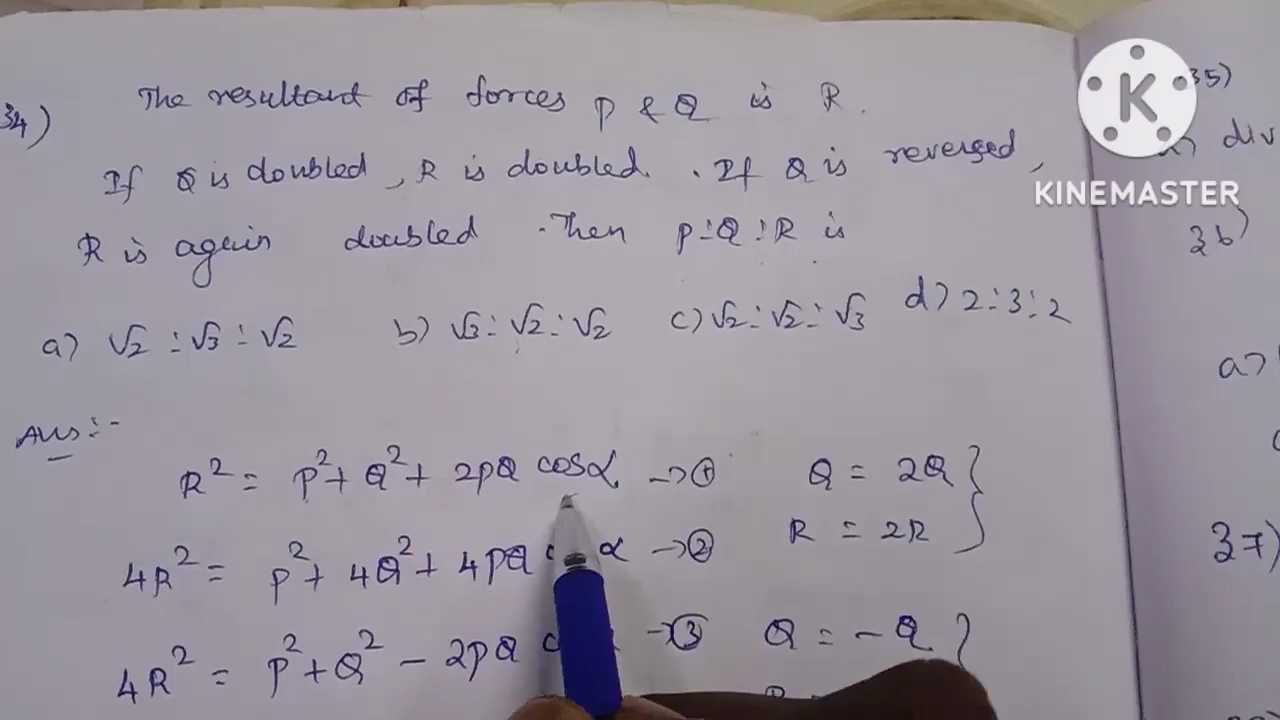 34) The resultant of forces P & Q is R.
If Q is doubled, R is doubled. If Q is reversed,
R is again doubled. Then P:Q:R is
a) √2 : √3 : √2 b) √3 : √2 : √2 c) √2 : √2 : √3 d) 2:3:2
Ans:-
R² = P² + Q² + 2PQ cosα → ① Q = 2Q
R = 2R
4R² = P² + 4Q² + 4PQ α → ②
4R² = P² + Q² - 2PQ → ③ Q = -Q
K
KINEMASTER
35)
div
36)
a)
37)